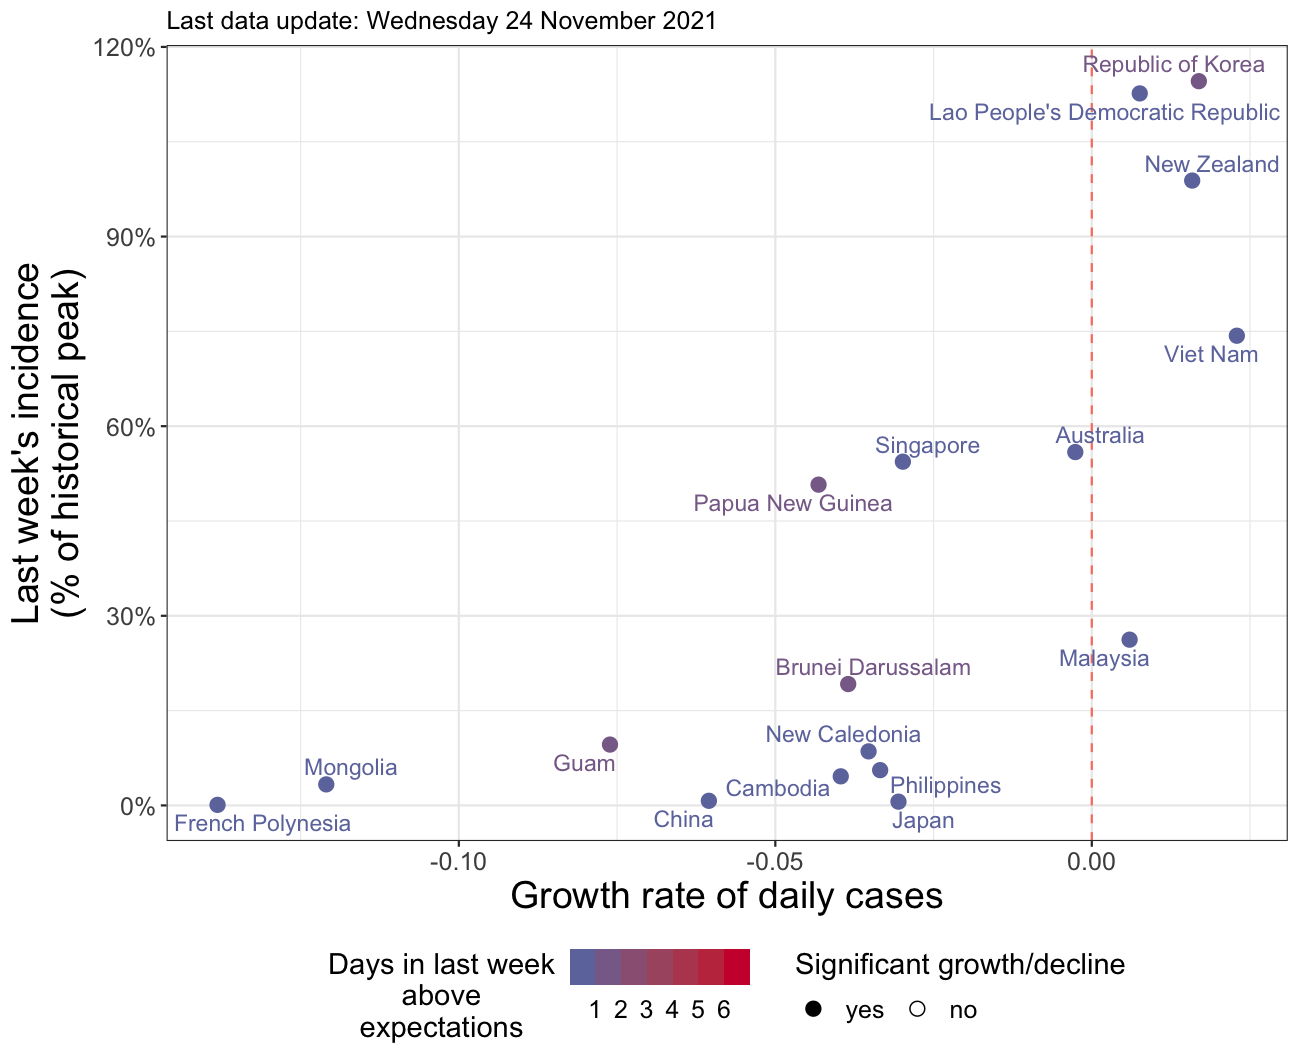 Last data update: Wednesday 24 November 2021
120%
90%
60%
30%
0%
Last week's incidence
(% of historical peak)
Republic of Korea
Lao People's Democratic Republic
New Zealand
Viet Nam
Australia
Singapore
Papua New Guinea
Malaysia
Brunei Darussalam
New Caledonia
Guam
Mongolia
Cambodia
Philippines
French Polynesia
China
Japan
-0.10
-0.05
0.00
Growth rate of daily cases
Days in last week
above
expectations
1 2 3 4 5 6
Significant growth/decline
yes
no